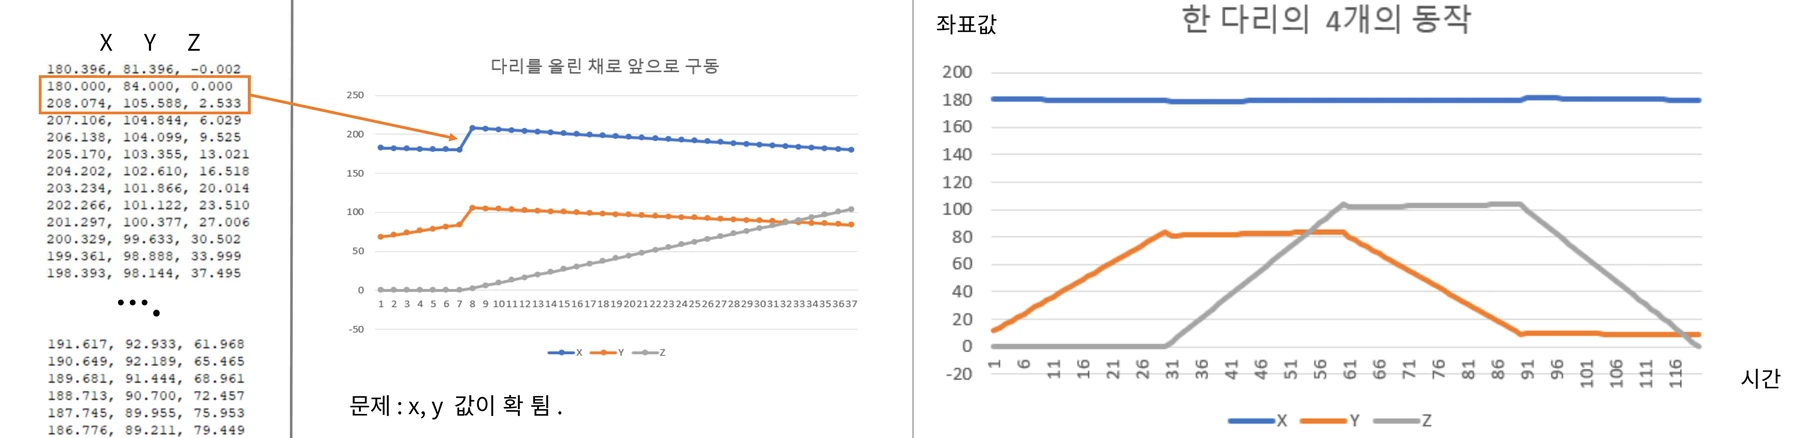 X Y Z
180.396, 81.396, -0.002
180.000, 84.000, 0.000
208.074, 105.588, 2.533
207.106, 104.844, 6.029
206.138, 104.099, 9.525
205.170, 103.355, 13.021
204.202, 102.610, 16.518
203.234, 101.866, 20.014
202.266, 101.122, 23.510
201.297, 100.377, 27.006
200.329, 99.633, 30.502
199.361, 98.888, 33.999
198.393, 98.144, 37.495
191.617, 92.933, 61.968
190.649, 92.189, 65.465
189.681, 91.444, 68.961
188.713, 90.700, 72.457
187.745, 89.955, 75.953
186.776, 89.211, 79.449
다리를 올린 채로 앞으로 구동
250
200
150
100
50
0
-50
1 2 3 4 5 6 7 8 9 10 11 12 13 14 15 16 17 18 19 20 21 22 23 24 25 26 27 28 29 30 31 32 33 34 35 36 37
X Y Z
문제 : x, y 값이 확 튐 .
좌표값
한 다리의 4개의 동작
200
180
160
140
120
100
80
60
40
20
0
-20
1 6 11 16 21 26 31 36 41 46 51 56 61 66 71 76 81 86 91 96 101 106 111 116
시간
X Y Z